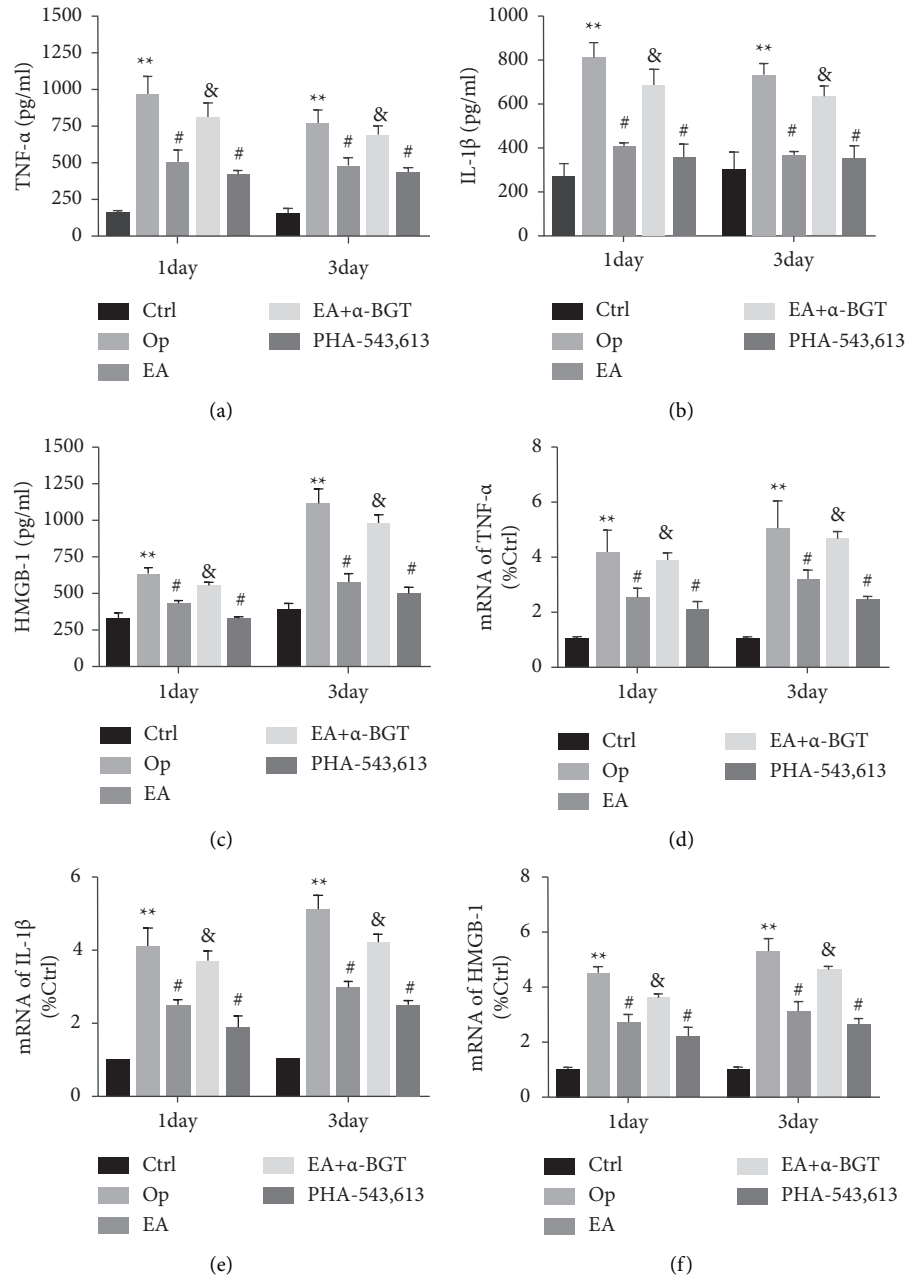 1500
1250
1000
750
500
250
0
TNF-α (pg/ml)
**
#
&
#
**
#
&
#
1day
3day
Ctrl
Op
EA
EA+α-BGT
PHA-543,613
(a)
1000
800
600
400
200
0
IL-1β (pg/ml)
**
#
&
#
**
#
&
#
1day
3day
Ctrl
Op
EA
EA+α-BGT
PHA-543,613
(b)
1500
1250
1000
750
500
250
0
HMGB-1 (pg/ml)
**
#
&
#
**
#
&
#
1day
3day
Ctrl
Op
EA
EA+α-BGT
PHA-543,613
(c)
8
6
4
2
0
mRNA of TNF-α
(%Ctrl)
**
#
&
#
**
#
&
#
1day
3day
Ctrl
Op
EA
EA+α-BGT
PHA-543,613
(d)
6
4
2
0
mRNA of IL-1β
(%Ctrl)
**
#
&
#
**
#
&
#
1day
3day
Ctrl
Op
EA
EA+α-BGT
PHA-543,613
(e)
8
6
4
2
0
mRNA of HMGB-1
(%Ctrl)
**
#
&
#
**
#
&
#
1day
3day
Ctrl
Op
EA
EA+α-BGT
PHA-543,613
(f)